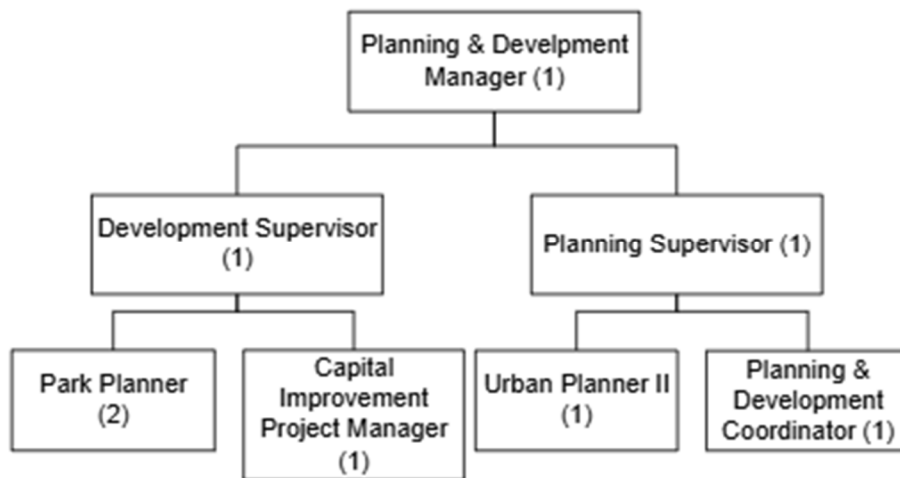 Planning & Develpment
Manager (1)
Development Supervisor
(1)
Planning Supervisor (1)
Park Planner
(2)
Capital
Improvement
Project Manager
(1)
Urban Planner II
(1)
Planning &
Development
Coordinator (1)